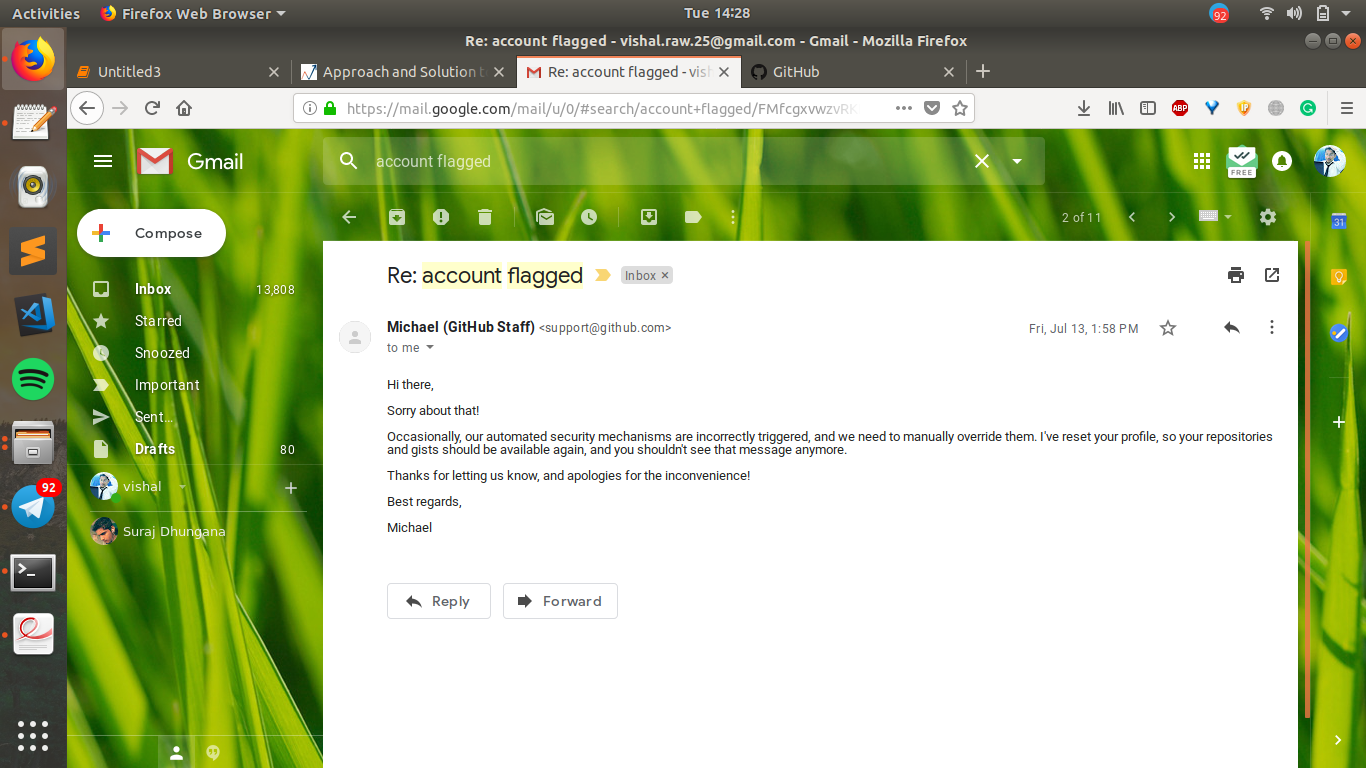 Activities
Firefox Web Browser
Tue 14:28
92
Re: account flagged - vishal.raw.25@gmail.com - Gmail - Mozilla Firefox
Untitled3
Approach and Solution t
Re: account flagged - vish
GitHub
https://mail.google.com/mail/u/0/#search/account+flagged/FMfcgxvwzvRK
ABP
Gmail
account flagged
FREE
Compose
2 of 11
31
Inbox 13,808
Starred
Snoozed
Important
Sent...
Drafts 80
vishal
Suraj Dhungana
92
Re: account flagged
Inbox ×
Michael (GitHub Staff) <support@github.com>
Fri, Jul 13, 1:58 PM
to me
Hi there,
Sorry about that!
Occasionally, our automated security mechanisms are incorrectly triggered, and we need to manually override them. I've reset your profile, so your repositories
and gists should be available again, and you shouldn't see that message anymore.
Thanks for letting us know, and apologies for the inconvenience!
Best regards,
Michael
Reply
Forward